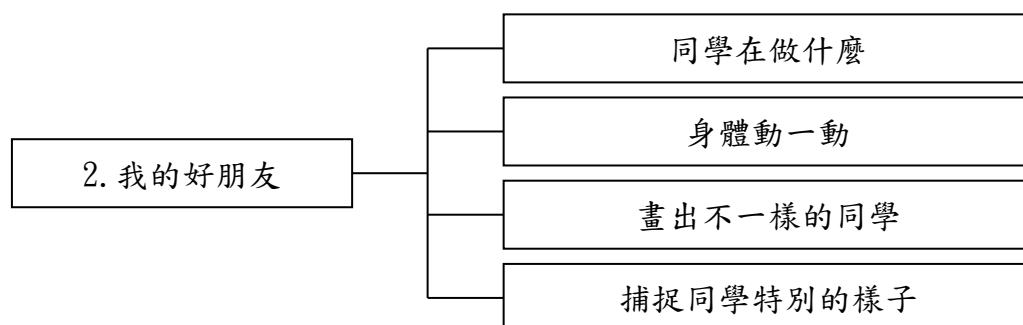 2.我的好朋友
同學在做什麼
身體動一動
畫出不一樣的同學
捕捉同學特別的樣子